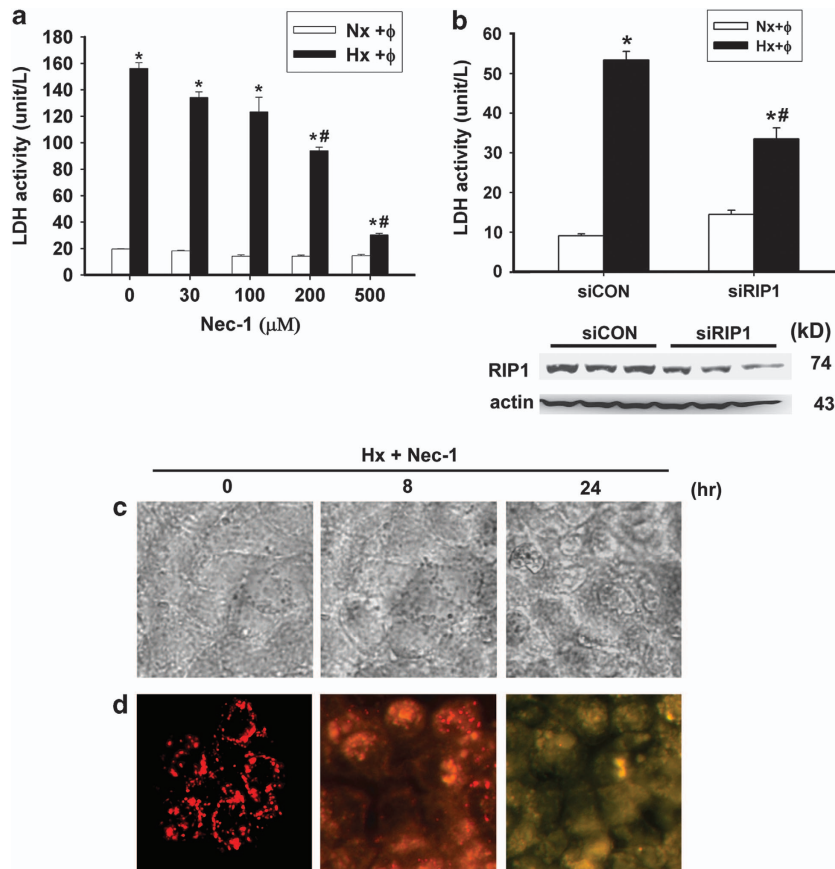 a
Nx +ϕ
Hx +ϕ
LDH activity (unit/L)
180
160
140
120
100
80
60
40
20
0
*
*
*
*#
*#
0 30 100 200 500
Nec-1 (μM)
b
Nx+ϕ
Hx+ϕ
LDH activity (unit/L)
60
50
40
30
20
10
0
*
*#
siCON siRIP1
siCON siRIP1 (kD)
RIP1 74
actin 43
Hx + Nec-1
0 8 24 (hr)
c
d